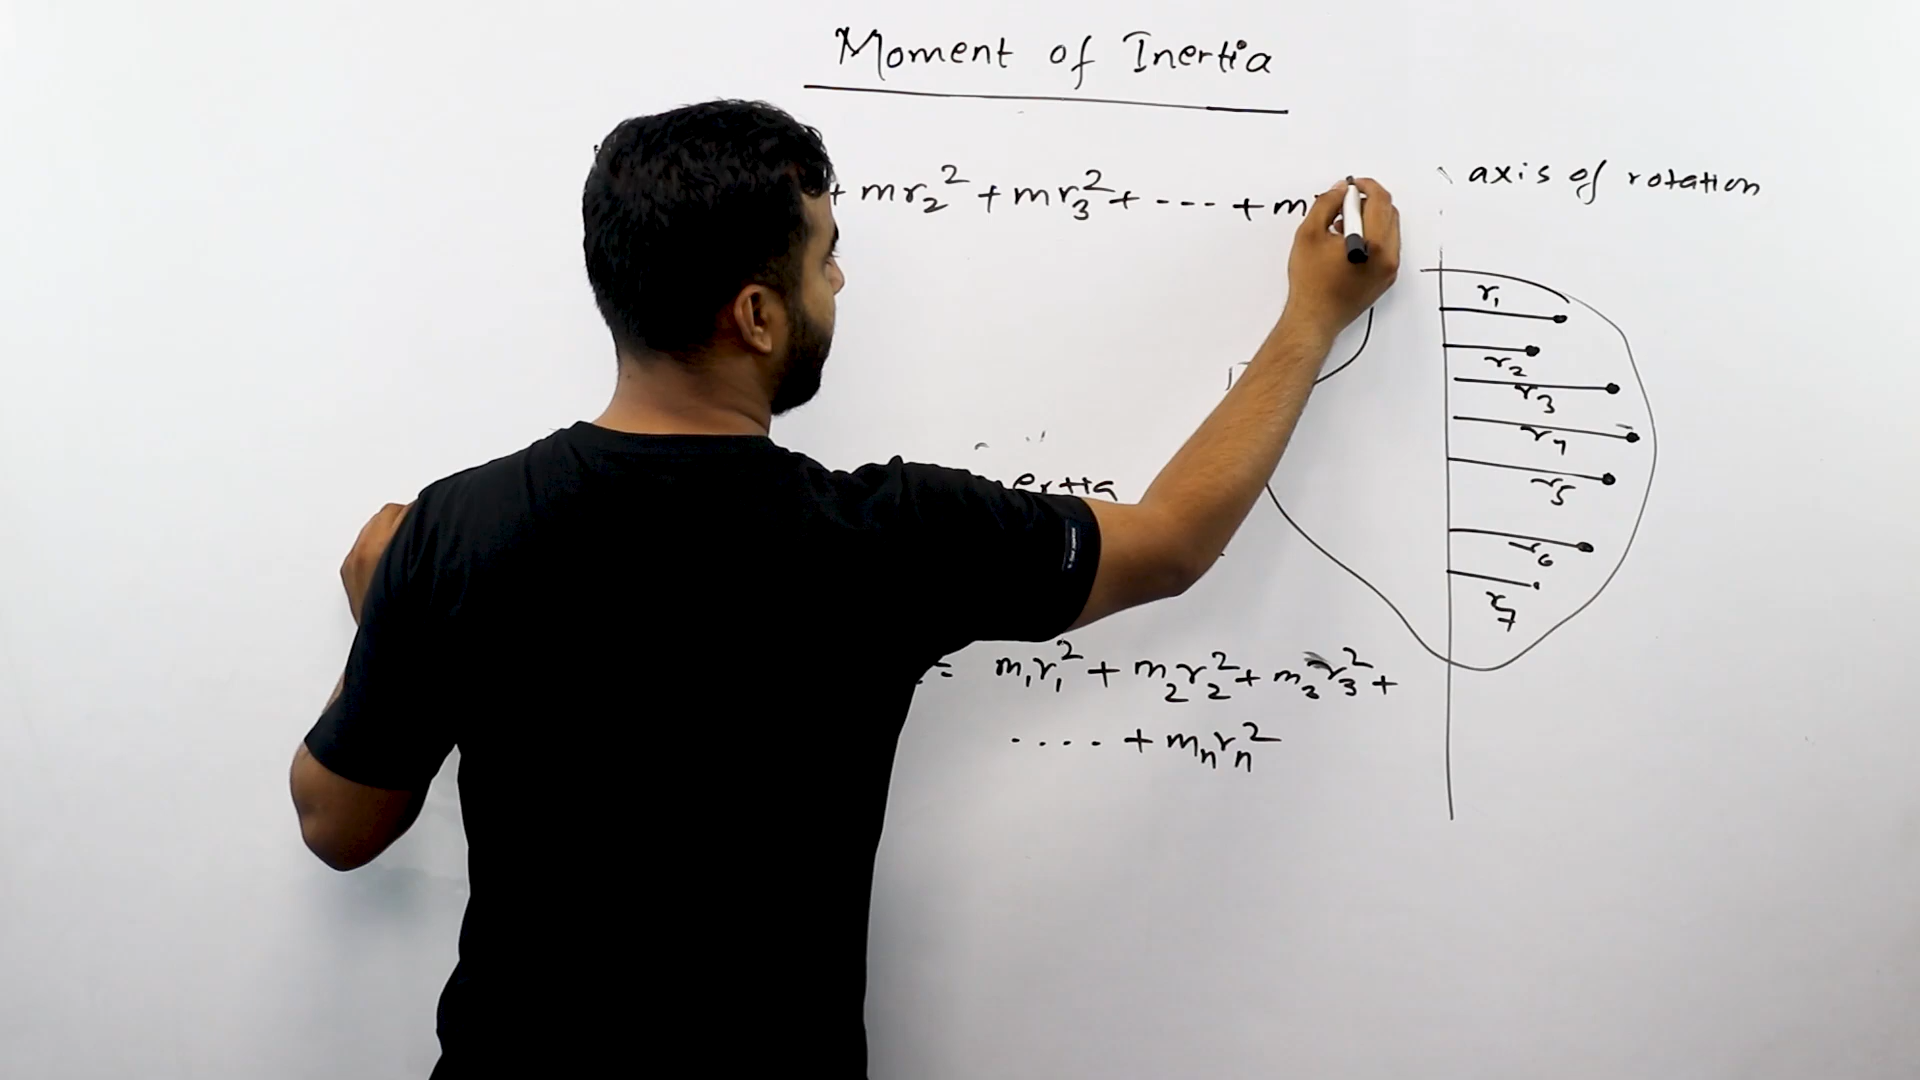 Moment of Inertia
+ mr₂² + mr₃² + --- + m
axis of rotation
r₁
r₂
r₃
r₄
r₅
r₆
r₇
ertia
= m₁r₁² + m₂r₂² + m₃r₃² +
.... + mₙrₙ²